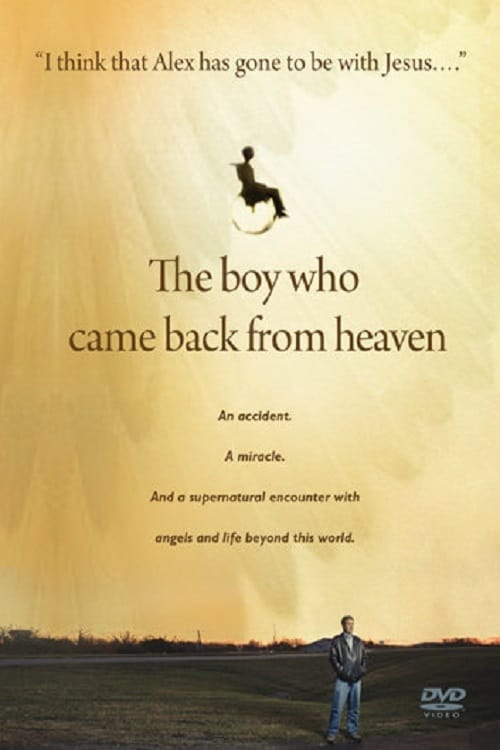 “I think that Alex has gone to be with Jesus....”
The boy who
came back from heaven
An accident.
A miracle.
And a supernatural encounter with
angels and life beyond this world.
DVD
VIDEO